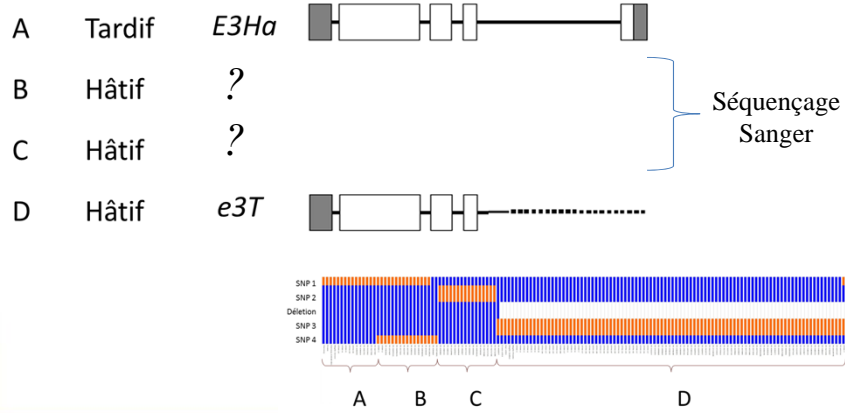 A Tardif E3Ha
B Hâtif ?
C Hâtif ?
Séquençage
Sanger
D Hâtif e3T
SNP 1
SNP 2
Délétion
SNP 3
SNP 4
A B C D